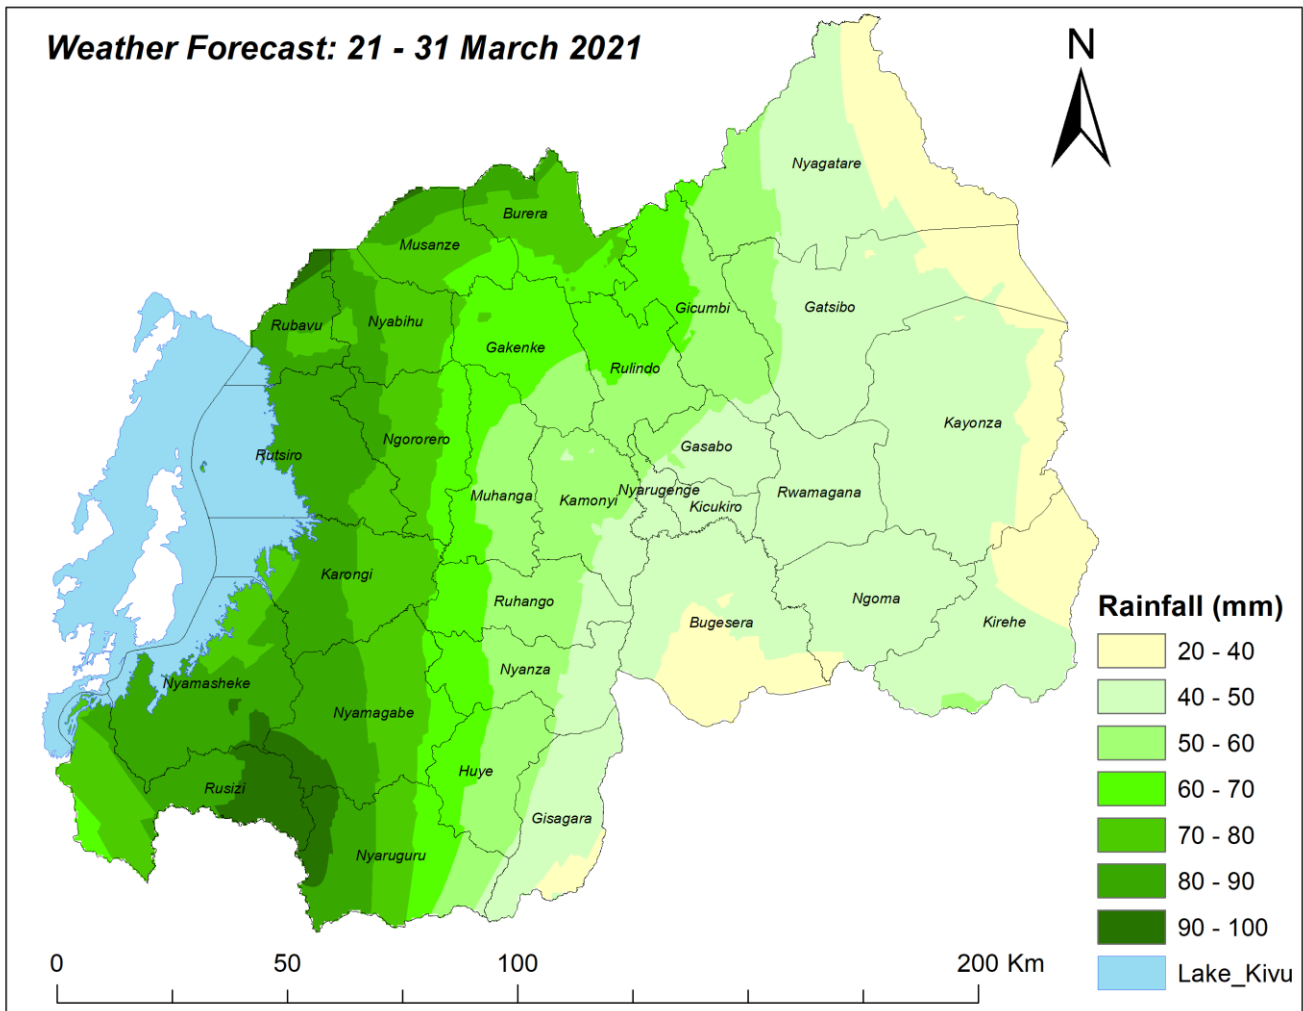 Weather Forecast: 21 - 31 March 2021
N
Nyagatare
Burera
Musanze
Rubavu
Nyabihu
Gicumbi
Gatsibo
Gakenke
Rulindo
Kayonza
Ngororero
Rutsiro
Gasabo
Muhanga
Kamonyi
Nyarugenge
Kicukiro
Rwamagana
Karongi
Ruhango
Bugesera
Ngoma
Kirehe
Nyanza
Nyamasheke
Nyamagabe
Huye
Rusizi
Gisagara
Nyaruguru
Rainfall (mm)
20 - 40
40 - 50
50 - 60
60 - 70
70 - 80
80 - 90
90 - 100
Lake_Kivu
0 50 100 200 Km